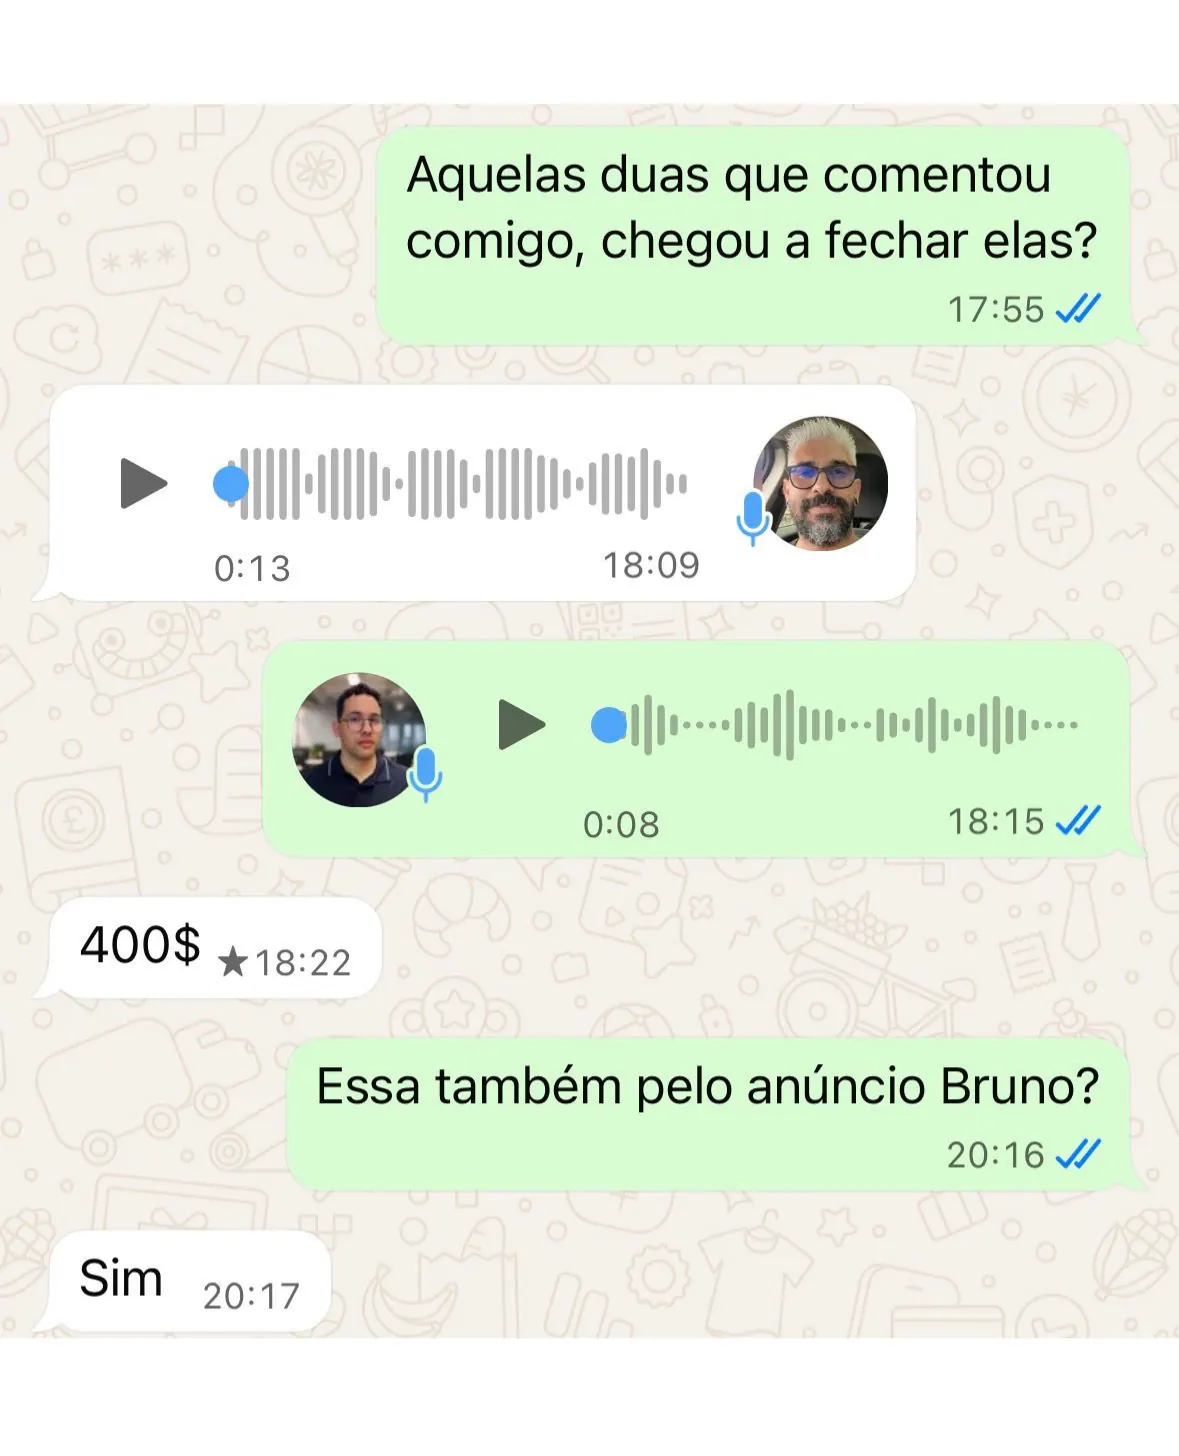 Aquelas duas que comentou
comigo, chegou a fechar elas?
17:55
0:13 18:09
0:08 18:15
400$ 18:22
Essa também pelo anúncio Bruno?
20:16
Sim 20:17